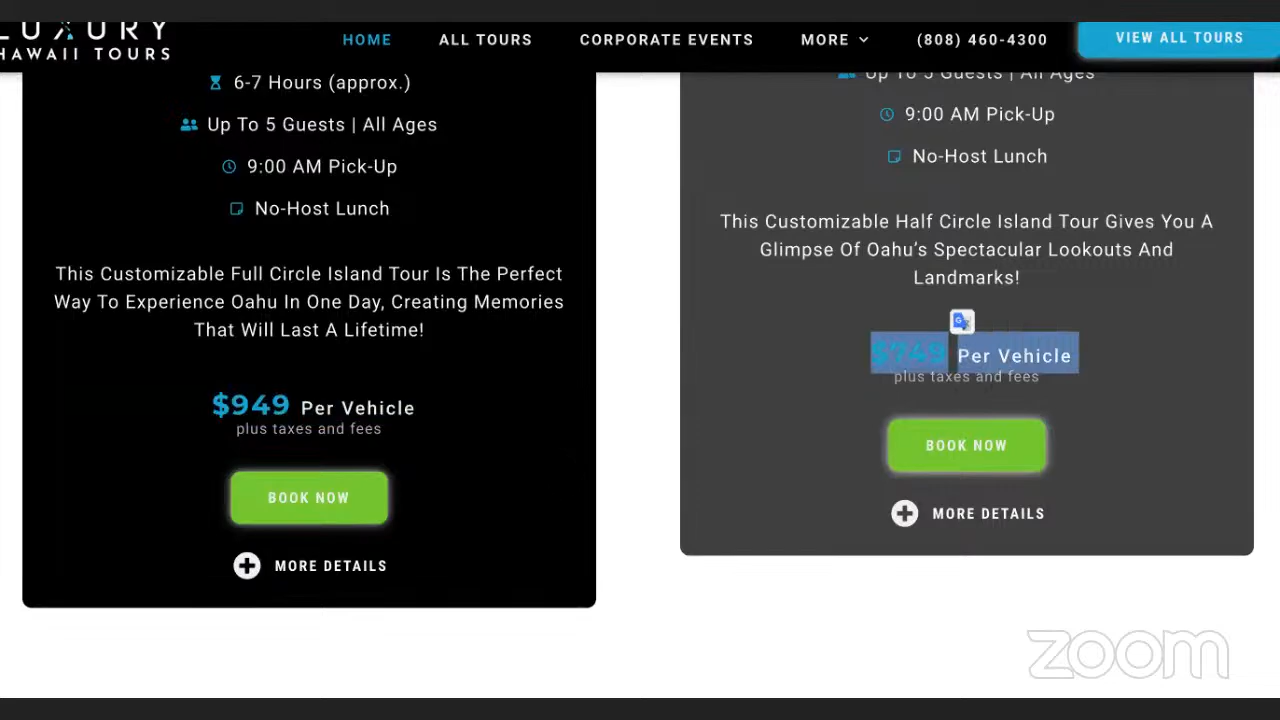 LUXURY
HAWAII TOURS
HOME
ALL TOURS
CORPORATE EVENTS
MORE
(808) 460-4300
VIEW ALL TOURS
6-7 Hours (approx.)
Up To 5 Guests | All Ages
9:00 AM Pick-Up
No-Host Lunch
This Customizable Full Circle Island Tour Is The Perfect
Way To Experience Oahu In One Day, Creating Memories
That Will Last A Lifetime!
$949 Per Vehicle
plus taxes and fees
BOOK NOW
MORE DETAILS
Up To 5 Guests | All Ages
9:00 AM Pick-Up
No-Host Lunch
This Customizable Half Circle Island Tour Gives You A
Glimpse Of Oahu’s Spectacular Lookouts And
Landmarks!
$749 Per Vehicle
plus taxes and fees
BOOK NOW
MORE DETAILS
zoom